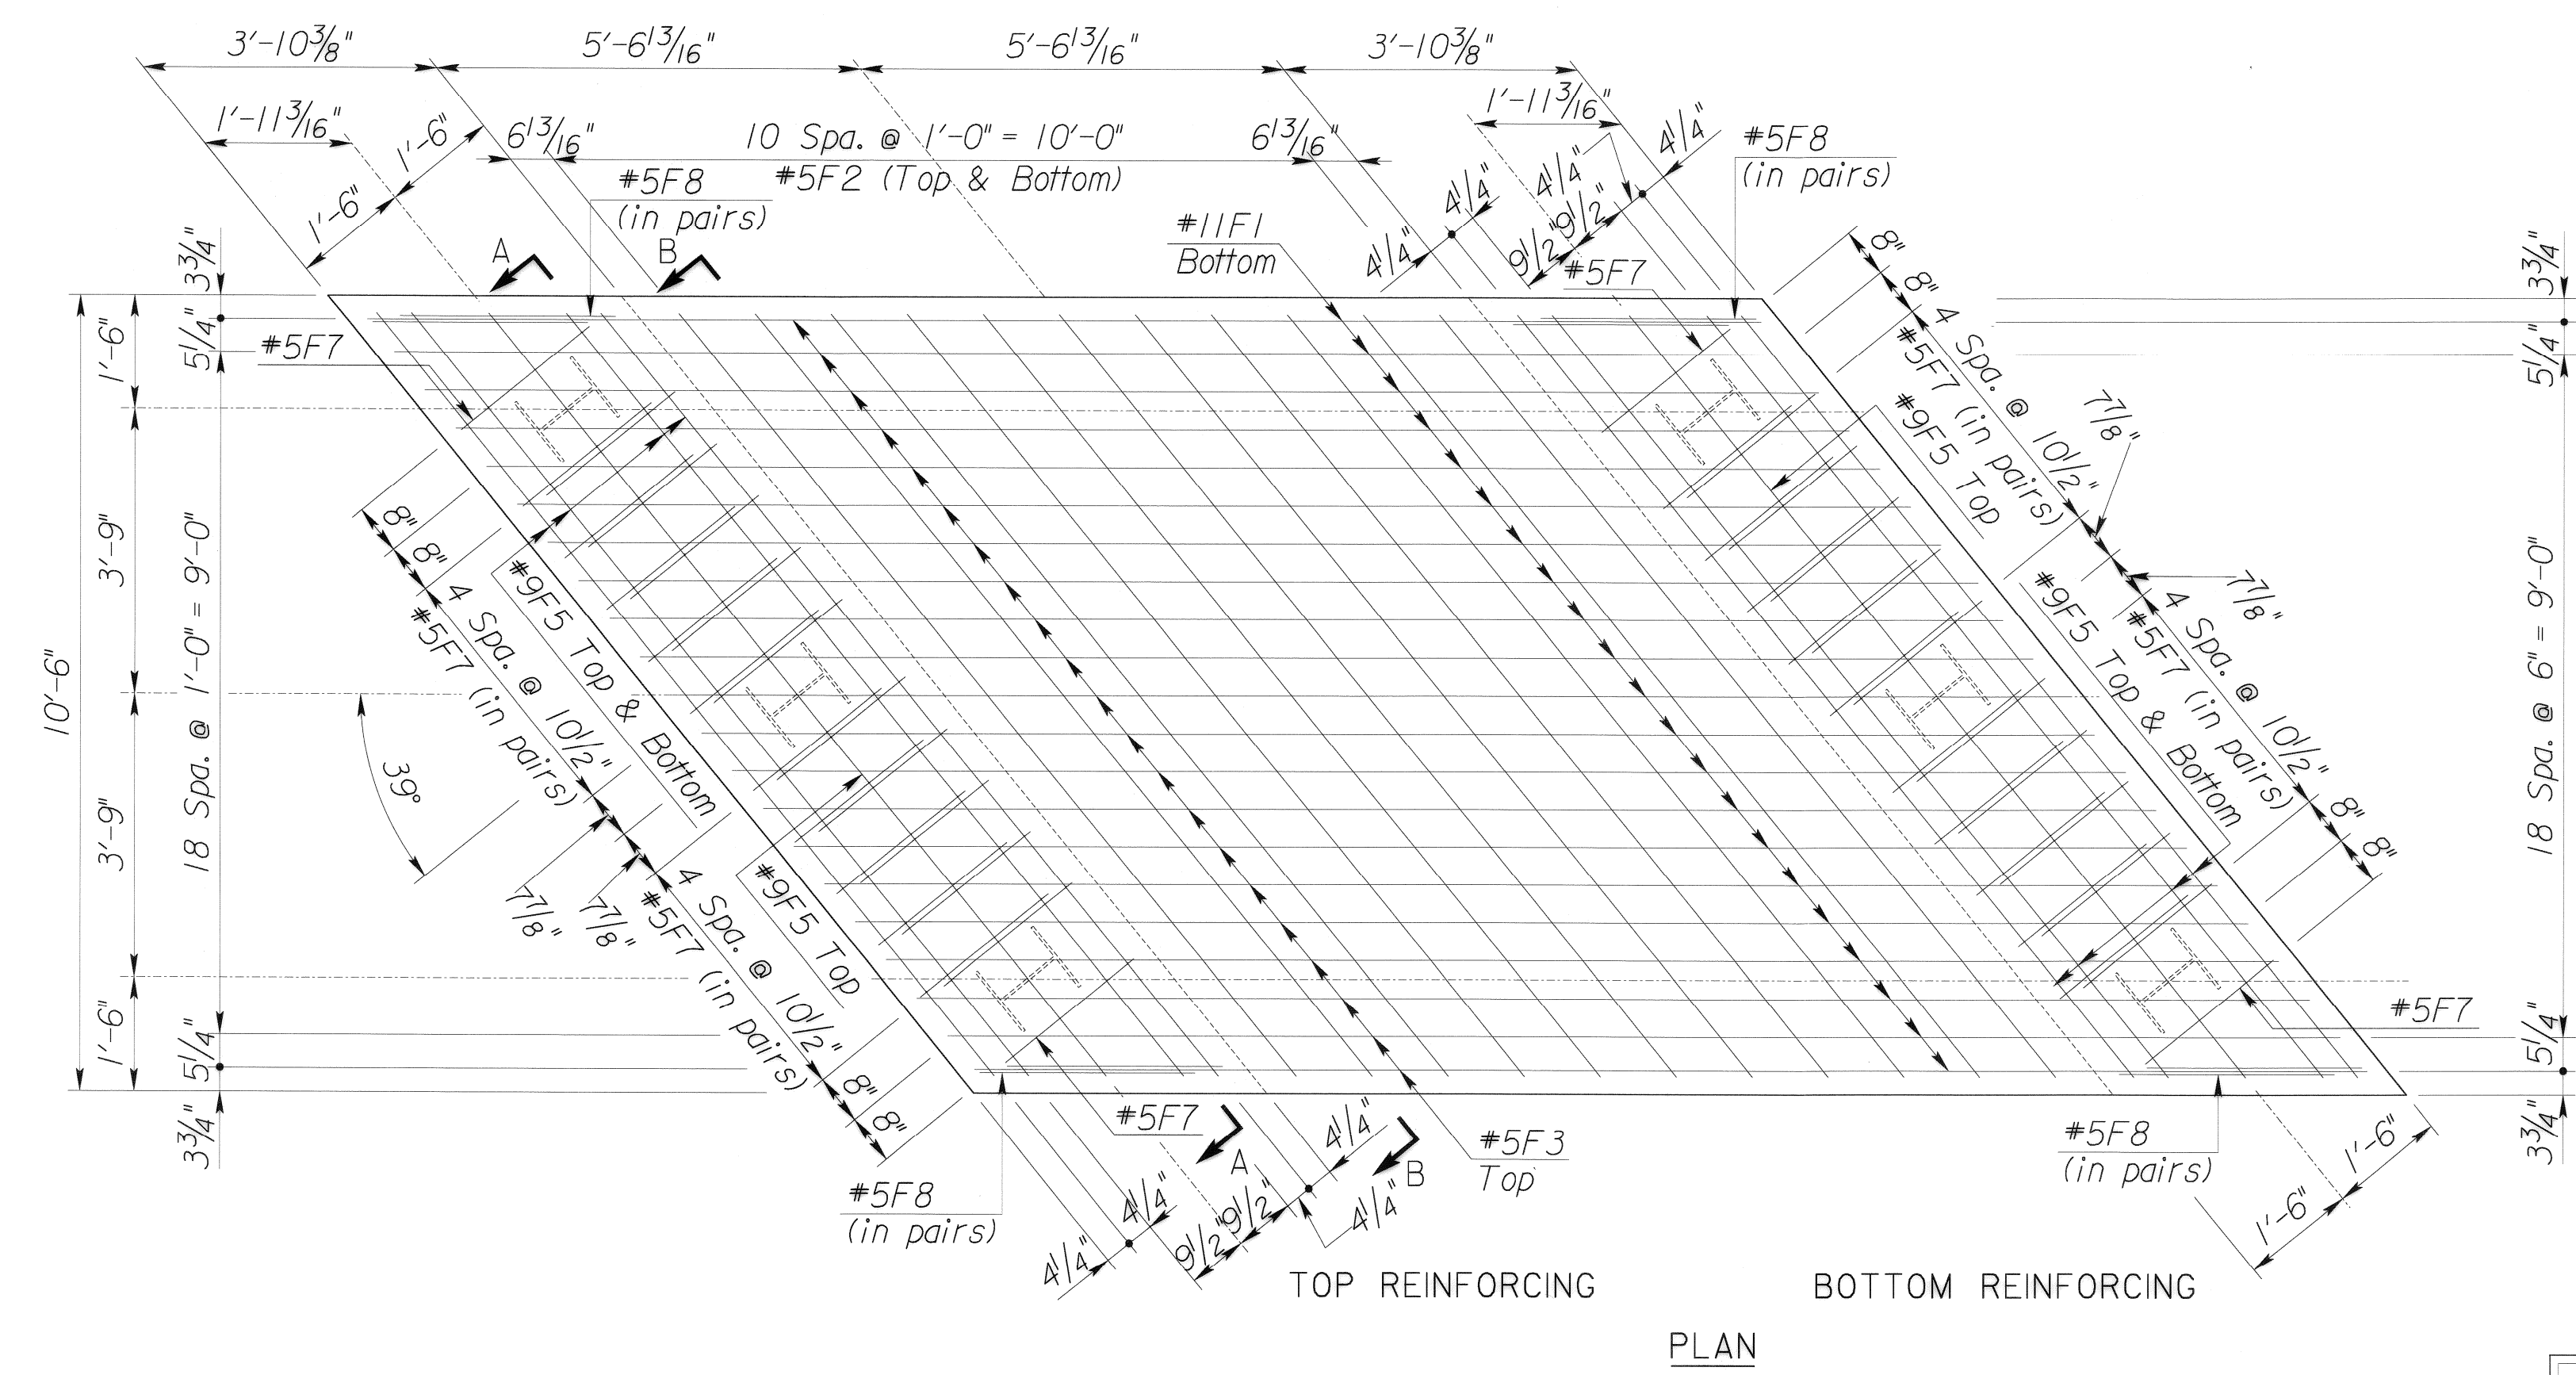 3'-10 3/8"
5'-6 13/16"
5'-6 13/16"
3'-10 3/8"
1'-11 3/16"
1'-6"
1'-6"
6 13/16"
10 Spa. @ 1'-0" = 10'-0"
#5F2 (Top & Bottom)
6 13/16"
1'-11 3/16"
4 1/4"
4 1/4"
4 1/4"
4 1/4"
9 1/2"
9 1/2"
#5F8
(in pairs)
#5F8
(in pairs)
#11F1
Bottom
#5F7
A
B
3 3/4"
5 1/4"
1'-6"
#5F7
3'-9"
10'-6"
18 Spa. @ 1'-0" = 9'-0"
3'-9"
1'-6"
5 1/4"
3 3/4"
39°
8"
8"
4 Spa. @ 10 1/2"
#5F7 (in pairs)
#9F5 Top & Bottom
7 7/8"
7 7/8"
4 Spa. @ 10 1/2"
#5F7 (in pairs)
#9F5 Top
8"
8"
8"
8"
4 Spa. @ 10 1/2"
#5F7 (in pairs)
#9F5 Top
7 7/8"
7 7/8"
4 Spa. @ 10 1/2"
#5F7 (in pairs)
#9F5 Top & Bottom
8"
8"
3 3/4"
5 1/4"
18 Spa. @ 6" = 9'-0"
5 1/4"
3 3/4"
#5F7
#5F7
#5F8
(in pairs)
#5F8
(in pairs)
A
B
#5F3
Top
4 1/4"
4 1/4"
9 1/2"
9 1/2"
4 1/4"
4 1/4"
1'-6"
1'-6"
TOP REINFORCING
BOTTOM REINFORCING
PLAN